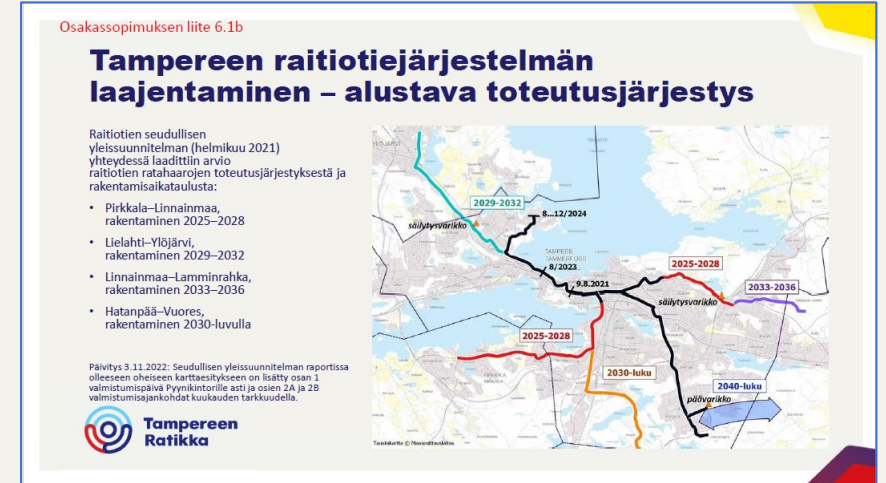 Osakassopimuksen liite 6.1b
Tampereen raitiotiejärjestelmän
laajentaminen – alustava toteutusjärjestys
Raitiotien seudullisen
yleissuunnitelman (helmikuu 2021)
yhteydessä laadittiin arvio
raitiotien ratahaarojen toteutusjärjestyksestä ja
rakentamisaikataulusta:
• Pirkkala–Linnainmaa,
rakentaminen 2025–2028
• Lielahti–Ylöjärvi,
rakentaminen 2029–2032
• Linnainmaa–Lamminrahka,
rakentaminen 2033–2036
• Hatanpää–Vuores,
rakentaminen 2030-luvulla
Päivitys 3.11.2022: Seudullisen yleissuunnitelman raportissa
olleeseen oheiseen karttaesitykseen on lisätty osan 1
valmistumispäivä Pyynikintorille asti ja osien 2A ja 2B
valmistumisajankohdat kuukauden tarkkuudella.
Tampereen
Ratikka
2029-2032
8...12/2024
säilytysvarikko
TAMPERE
TAMMERFORS
8/2023
2025-2028
9.8.2021
2033-2036
säilytysvarikko
2025-2028
2030-luku
2040-luku
päävarikko
Taustakartta © Maanmittauslaitos